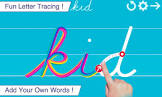 Fun Letter Tracing ! kid
kid
Add Your Own Words !